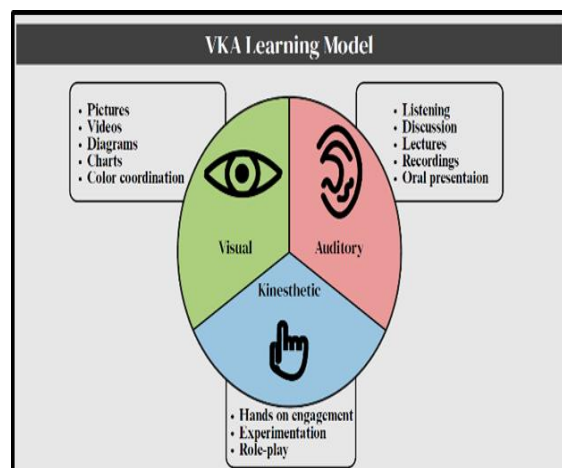 VKA Learning Model
• Pictures
• Videos
• Diagrams
• Charts
• Color coordination
• Listening
• Discussion
• Lectures
• Recordings
• Oral presentaion
Visual
Auditory
Kinesthetic
• Hands on engagement
• Experimentation
• Role-play